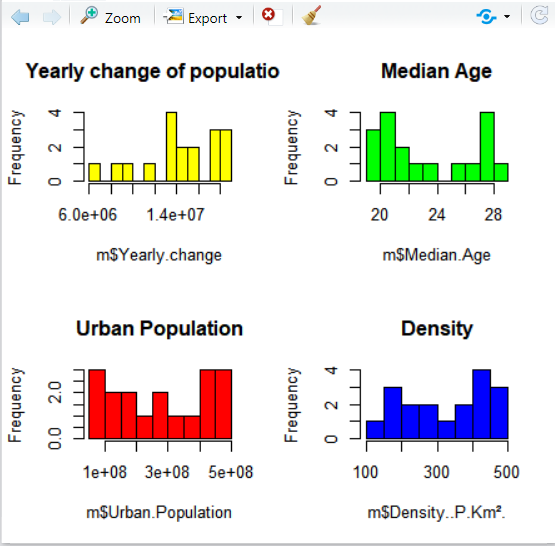 Zoom Export
Yearly change of populatio
Frequency
0 2 4
6.0e+06 1.4e+07
m$Yearly.change
Median Age
Frequency
0 2 4
20 24 28
m$Median.Age
Urban Population
Frequency
0.0 2.0
1e+08 3e+08 5e+08
m$Urban.Population
Density
Frequency
0 2 4
100 300 500
m$Density..P.Km².